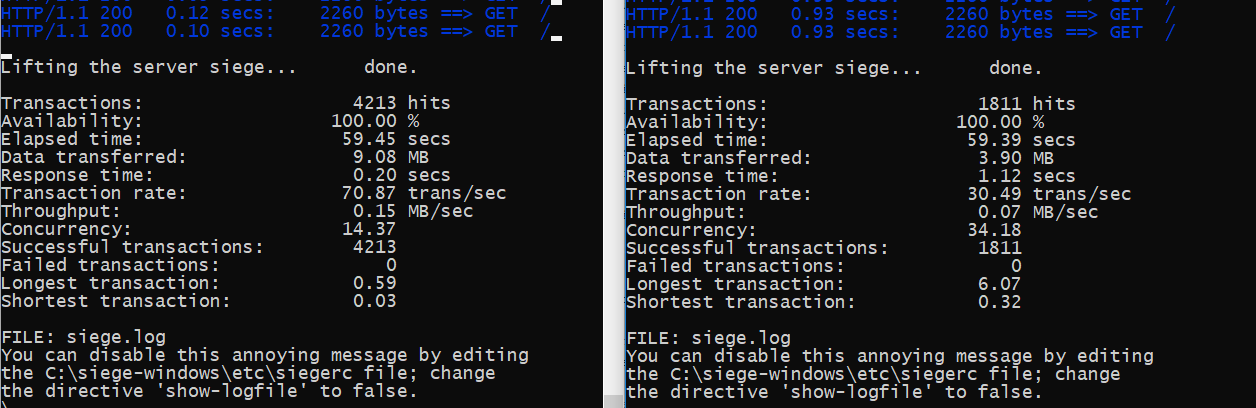 HTTP/1.1 200   0.12 secs:    2260 bytes ==> GET  /
HTTP/1.1 200   0.10 secs:    2260 bytes ==> GET  /
Lifting the server siege...      done.
Transactions:                   4213 hits
Availability:                 100.00 %
Elapsed time:                  59.45 secs
Data transferred:               9.08 MB
Response time:                  0.20 secs
Transaction rate:              70.87 trans/sec
Throughput:                     0.15 MB/sec
Concurrency:                   14.37
Successful transactions:        4213
Failed transactions:               0
Longest transaction:            0.59
Shortest transaction:           0.03
FILE: siege.log
You can disable this annoying message by editing
the C:\siege-windows\etc\siegerc file; change
the directive 'show-logfile' to false.
HTTP/1.1 200   0.93 secs:    2260 bytes ==> GET  /
HTTP/1.1 200   0.93 secs:    2260 bytes ==> GET  /
Lifting the server siege...      done.
Transactions:                   1811 hits
Availability:                 100.00 %
Elapsed time:                  59.39 secs
Data transferred:               3.90 MB
Response time:                  1.12 secs
Transaction rate:              30.49 trans/sec
Throughput:                     0.07 MB/sec
Concurrency:                   34.18
Successful transactions:        1811
Failed transactions:               0
Longest transaction:            6.07
Shortest transaction:           0.32
FILE: siege.log
You can disable this annoying message by editing
the C:\siege-windows\etc\siegerc file; change
the directive 'show-logfile' to false.